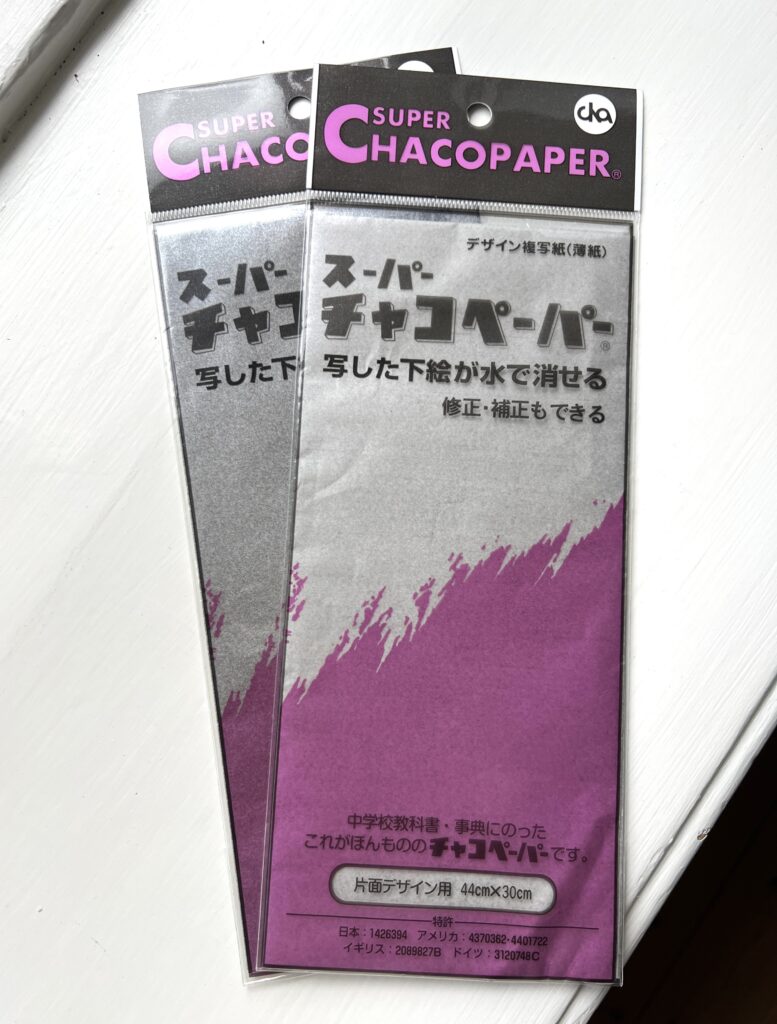 SUPER
CHACO
スーパー
チャコ
写した下
SUPER
CHACOPAPER®
cha
デザイン複写紙(薄紙)
スーパー
チャコペーパー®
写した下絵が水で消せる
修正・補正もできる
中学校教科書・事典にのった
これがほんもののチャコペーパーです。
片面デザイン用 44cm×30cm
特許
日本:1426394 アメリカ:4370362・4401722
イギリス:2089827B ドイツ:3120748C